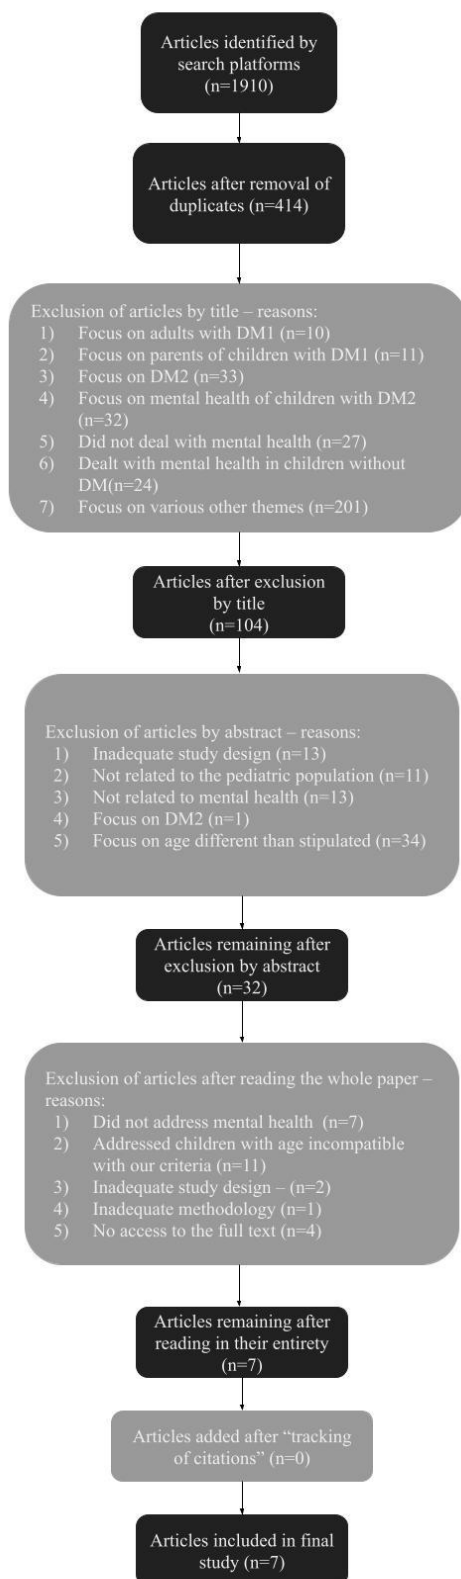 Articles identified by
search platforms
(n=1910)
Articles after removal of
duplicates (n=414)
Exclusion of articles by title – reasons:
1) Focus on adults with DM1 (n=10)
2) Focus on parents of children with DM1 (n=11)
3) Focus on DM2 (n=33)
4) Focus on mental health of children with DM2
(n=32)
5) Did not deal with mental health (n=27)
6) Dealt with mental health in children without
DM(n=24)
7) Focus on various other themes (n=201)
Articles after exclusion
by title
(n=104)
Exclusion of articles by abstract – reasons:
1) Inadequate study design (n=13)
2) Not related to the pediatric population (n=11)
3) Not related to mental health (n=13)
4) Focus on DM2 (n=1)
5) Focus on age different than stipulated (n=34)
Articles remaining after
exclusion by abstract
(n=32)
Exclusion of articles after reading the whole paper –
reasons:
1) Did not address mental health (n=7)
2) Addressed children with age incompatible
with our criteria (n=11)
3) Inadequate study design – (n=2)
4) Inadequate methodology (n=1)
5) No access to the full text (n=4)
Articles remaining after
reading in their entirety
(n=7)
Articles added after “tracking
of citations” (n=0)
Articles included in final
study (n=7)